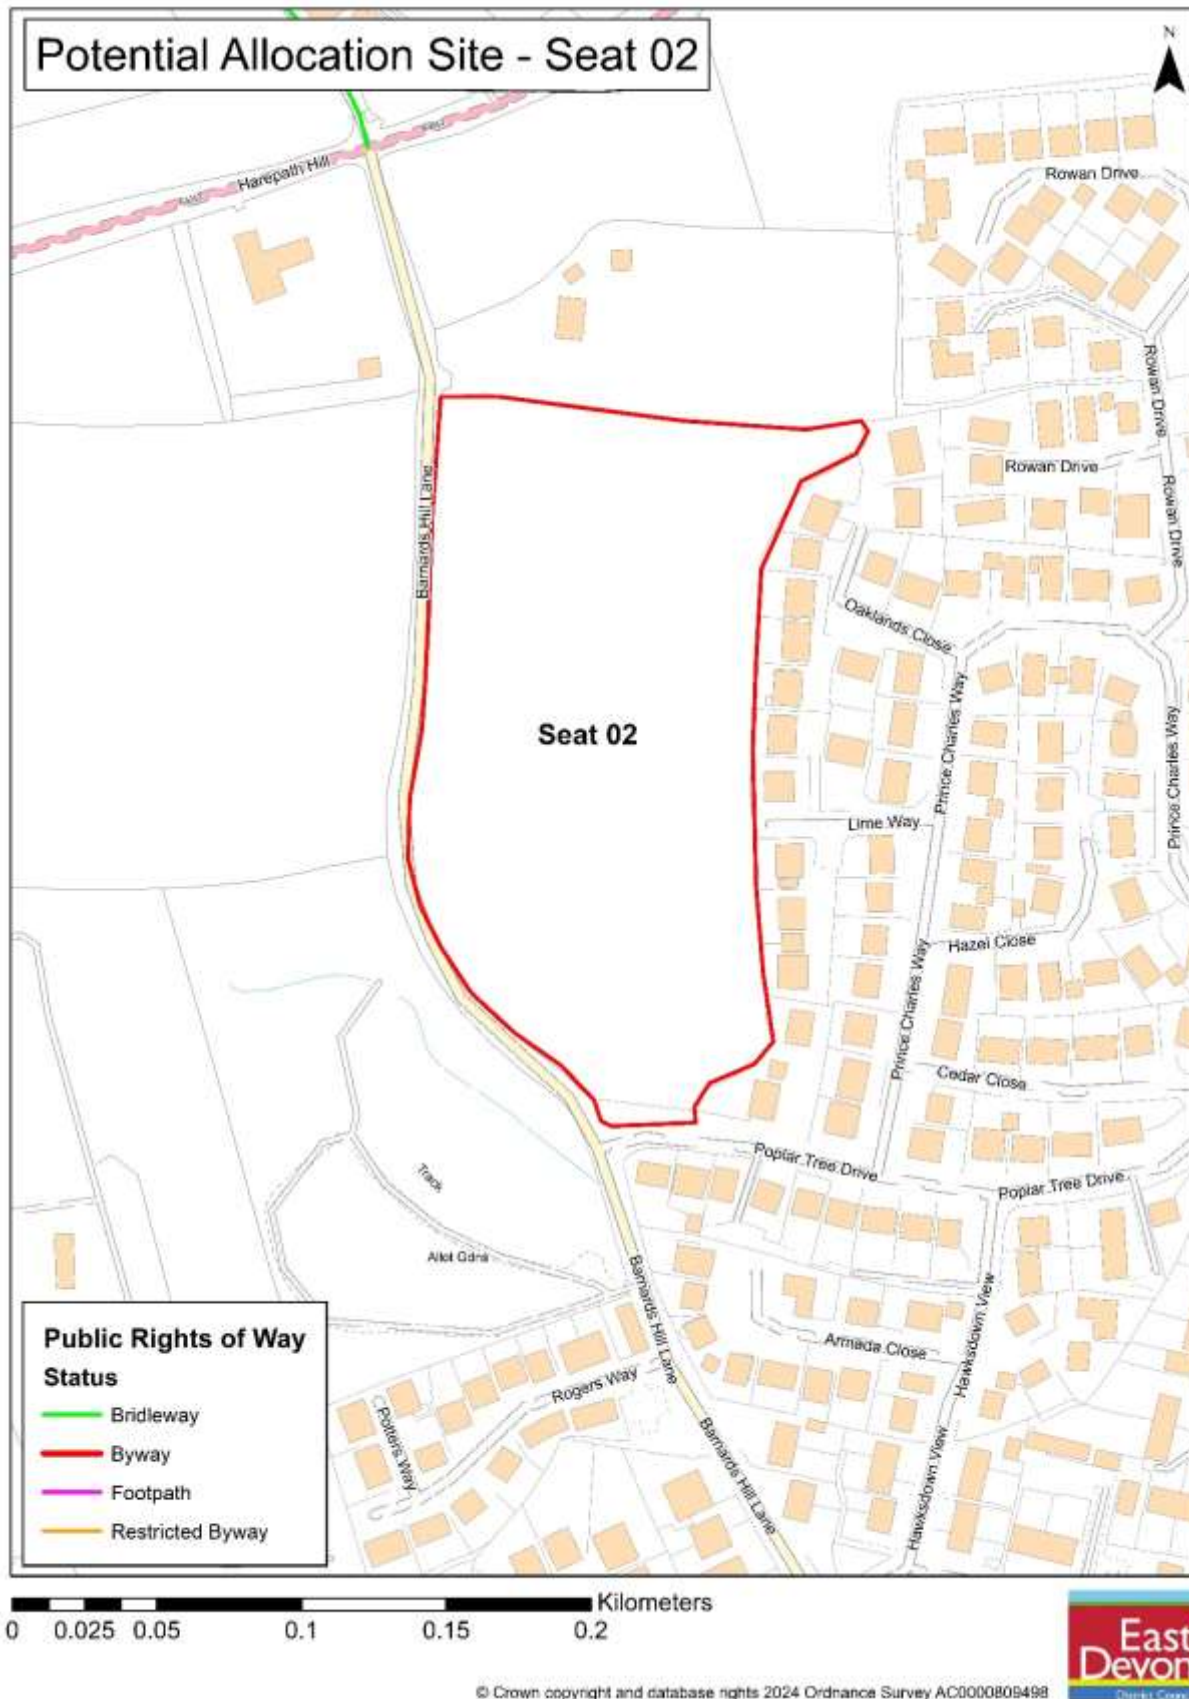 Potential Allocation Site - Seat 02
N
Harepath Hill
Rowan Drive
Rowan Drive
Rowan Drive
Rowan Drive
Barnards Hill Lane
Oaklands Close
Seat 02
Prince Charles Way
Prince Charles Way
Lime Way
Hazel Close
Prince Charles Way
Cedar Close
Poplar Tree Drive
Poplar Tree Drive
Track
Allot Gdns
Barnards Hill Lane
Armada Close
Hawksdown View
Rogers Way
Potters Way
Barnards Hill Lane
Hawksdown View
Public Rights of Way
Status
Bridleway
Byway
Footpath
Restricted Byway
Kilometers
0 0.025 0.05 0.1 0.15 0.2
East
Devon
© Crown copyright and database rights 2024 Ordnance Survey AC0000809498